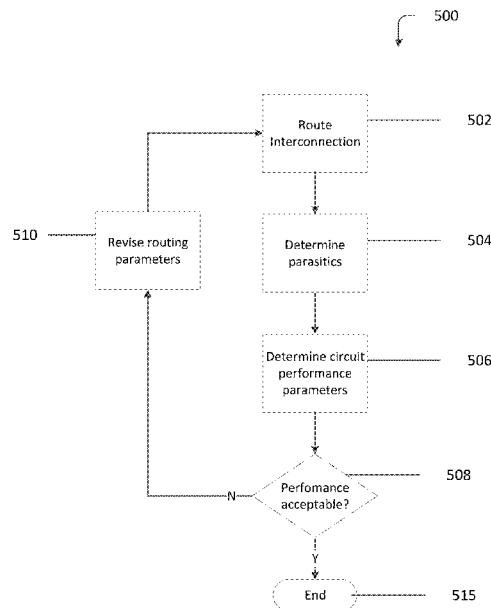 500
Route
Interconnection
502
510
Revise routing
parameters
Determine
parasitics
504
Determine circuit
performance
parameters
506
Perfomance
acceptable?
508
N
Y
End
515